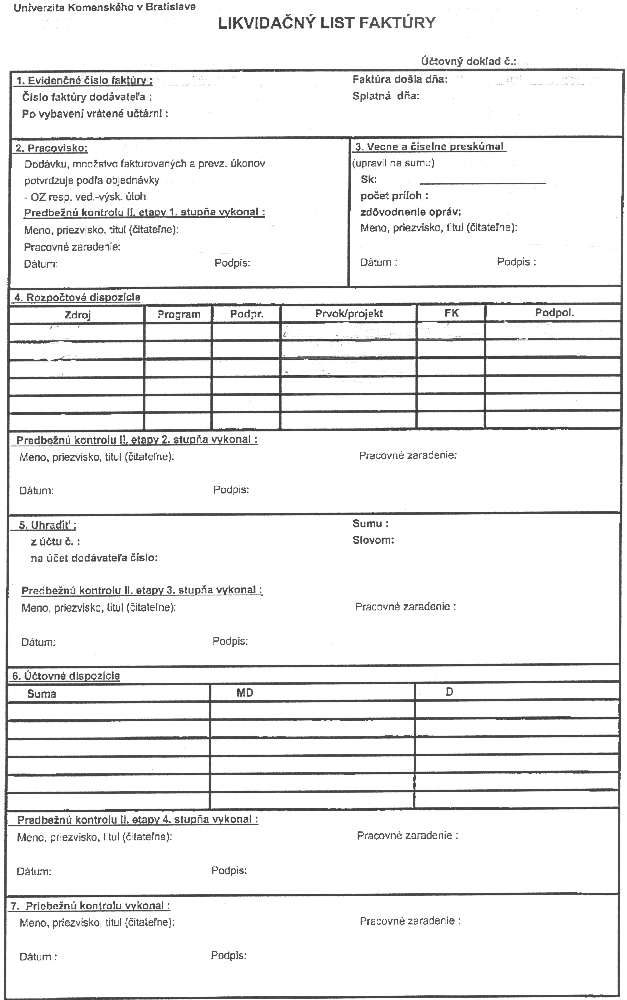 Univerzita Komenského v Bratislave
LIKVIDAČNÝ LIST FAKTÚRY
Účtovný doklad č.:
1. Evidenčné číslo faktúry :
Faktúra došla dňa:
Číslo faktúry dodávateľa :
Splatná dňa:
Po vybavení vrátené učtárni :
2. Pracovisko:
Dodávku, množstvo fakturovaných a prevz. úkonov
potvrdzuje podľa objednávky
- OZ resp. ved.-výsk. úloh
Predbežnú kontrolu II. etapy 1. stupňa vykonal :
Meno, priezvisko, titul (čitateľne):
Pracovné zaradenie:
Dátum: Podpis:
3. Vecne a číselne preskúmal
(upravil na sumu)
Sk:
počet príloh :
zdôvodnenie opráv:
Meno, priezvisko, titul (čitateľne):
Dátum : Podpis :
4. Rozpočtové dispozície
Zdroj Program Podpr. Prvok/projekt FK Podpol.
Predbežnú kontrolu II. etapy 2. stupňa vykonal :
Meno, priezvisko, titul (čitateľne): Pracovné zaradenie:
Dátum: Podpis:
5. Uhradiť : Sumu :
z účtu č. : Slovom:
na účet dodávateľa číslo:
Predbežnú kontrolu II. etapy 3. stupňa vykonal :
Meno, priezvisko, titul (čitateľne): Pracovné zaradenie :
Dátum: Podpis:
6. Účtovné dispozície
Suma MD D
Predbežnú kontrolu II. etapy 4. stupňa vykonal :
Meno, priezvisko, titul (čitateľne): Pracovné zaradenie :
Dátum: Podpis:
7. Priebežnú kontrolu vykonal :
Meno, priezvisko, titul (čitateľne): Pracovné zaradenie :
Dátum : Podpis: